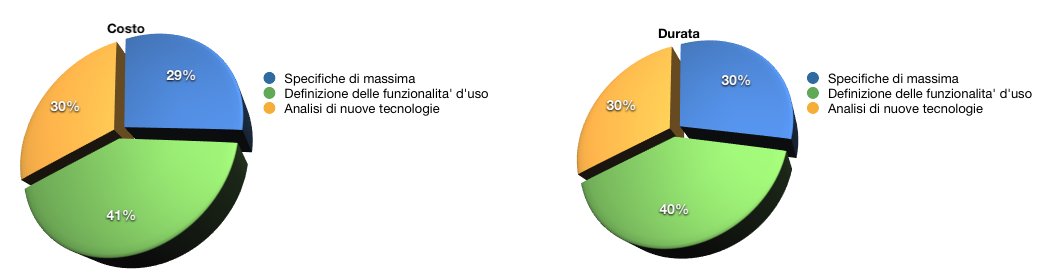 Costo
29%
30%
41%
Specifiche di massima
Definizione delle funzionalita' d'uso
Analisi di nuove tecnologie
Durata
30%
30%
40%
Specifiche di massima
Definizione delle funzionalita' d'uso
Analisi di nuove tecnologie